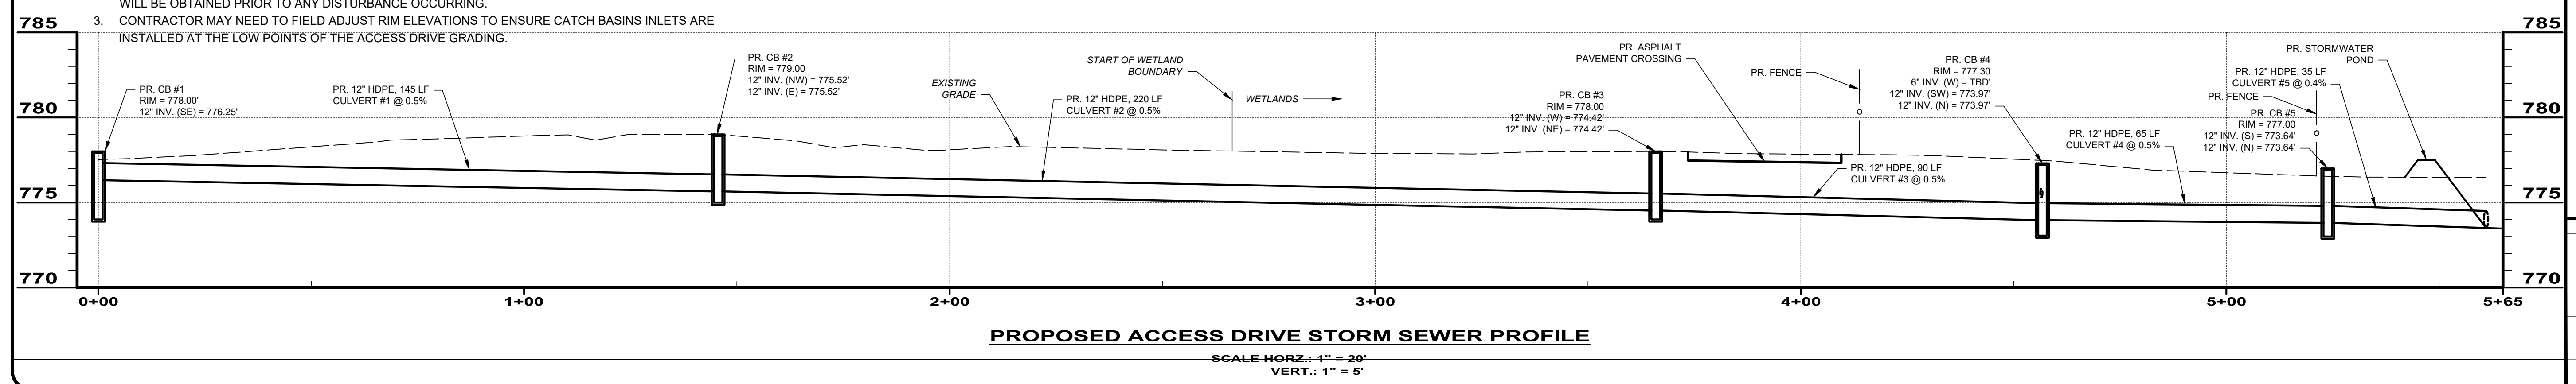 WILL BE OBTAINED PRIOR TO ANY DISTURBANCE OCCURRING.
3. CONTRACTOR MAY NEED TO FIELD ADJUST RIM ELEVATIONS TO ENSURE CATCH BASINS INLETS ARE
INSTALLED AT THE LOW POINTS OF THE ACCESS DRIVE GRADING.
785
780
775
770
PR. CB #1
RIM = 778.00'
12" INV. (SE) = 776.25'
PR. 12" HDPE, 145 LF
CULVERT #1 @ 0.5%
PR. CB #2
RIM = 779.00
12" INV. (NW) = 775.52'
12" INV. (E) = 775.52'
EXISTING
GRADE
START OF WETLAND
BOUNDARY
WETLANDS
PR. 12" HDPE, 220 LF
CULVERT #2 @ 0.5%
PR. CB #3
RIM = 778.00
12" INV. (W) = 774.42'
12" INV. (NE) = 774.42'
PR. ASPHALT
PAVEMENT CROSSING
PR. FENCE
PR. 12" HDPE, 90 LF
CULVERT #3 @ 0.5%
PR. CB #4
RIM = 777.30
6" INV. (W) = TBD'
12" INV. (SW) = 773.97'
12" INV. (N) = 773.97'
PR. 12" HDPE, 65 LF
CULVERT #4 @ 0.5%
PR. STORMWATER
POND
PR. 12" HDPE, 35 LF
CULVERT #5 @ 0.4%
PR. FENCE
PR. CB #5
RIM = 777.00
12" INV. (S) = 773.64'
12" INV. (N) = 773.64'
785
780
775
770
0+00
1+00
2+00
3+00
4+00
5+00
5+65
PROPOSED ACCESS DRIVE STORM SEWER PROFILE
SCALE HORZ.: 1" = 20'
VERT.: 1" = 5'